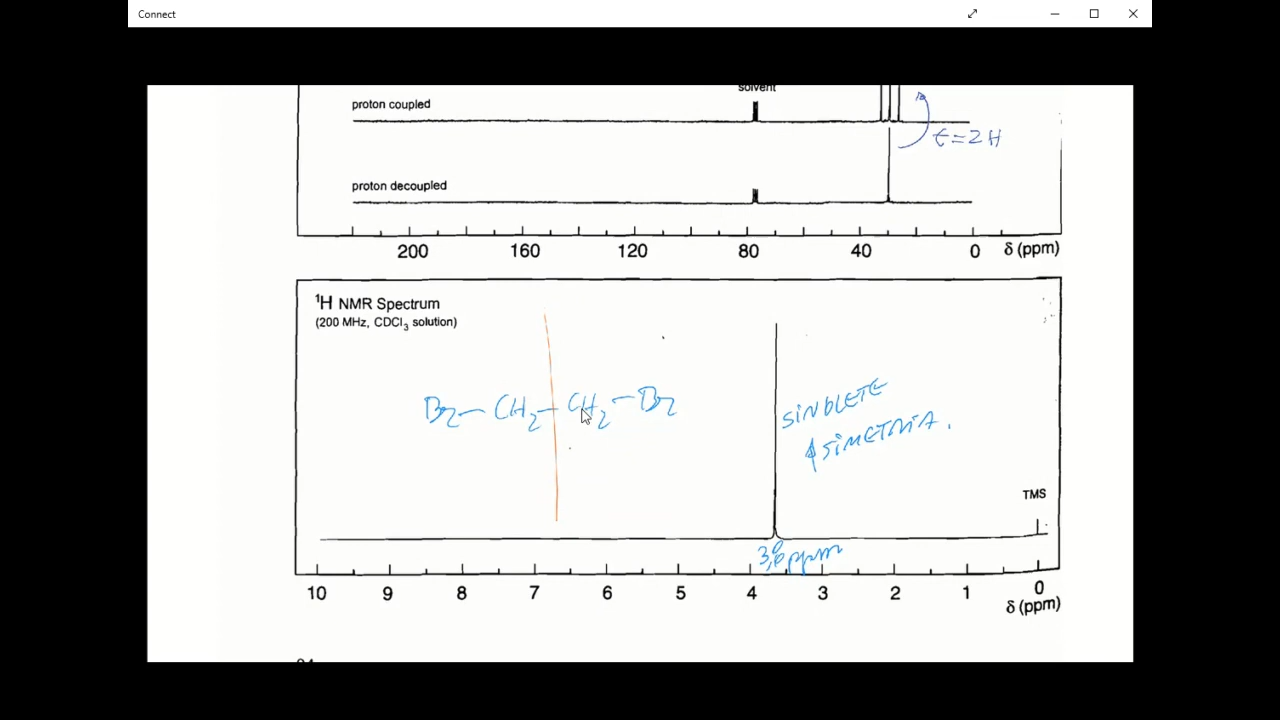 Connect
solvent
proton coupled
t=2H
proton decoupled
200 160 120 80 40 0 δ (ppm)
¹H NMR Spectrum
(200 MHz, CDCl₃ solution)
Br-CH₂-CH₂-Br
SINGLETE
SIMETRIA.
TMS
3,6 ppm
10 9 8 7 6 5 4 3 2 1 0
δ (ppm)